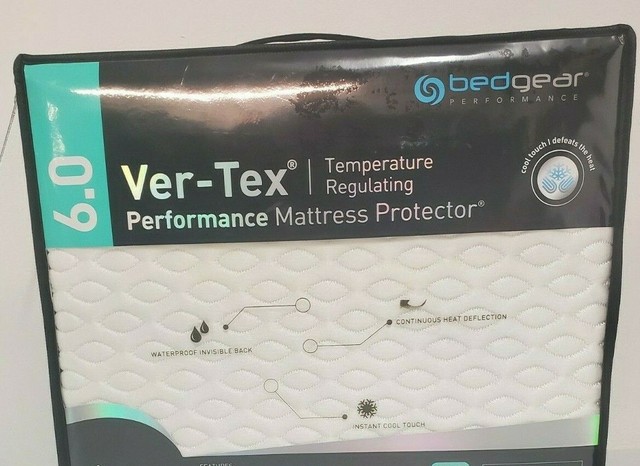 bedgear®
PERFORMANCE
6.0
Ver-Tex® | Temperature
Regulating
Performance Mattress Protector®
cool touch | defeats the heat
CONTINUOUS HEAT DEFLECTION
WATERPROOF INVISIBLE BACK
INSTANT COOL TOUCH
FEATURES